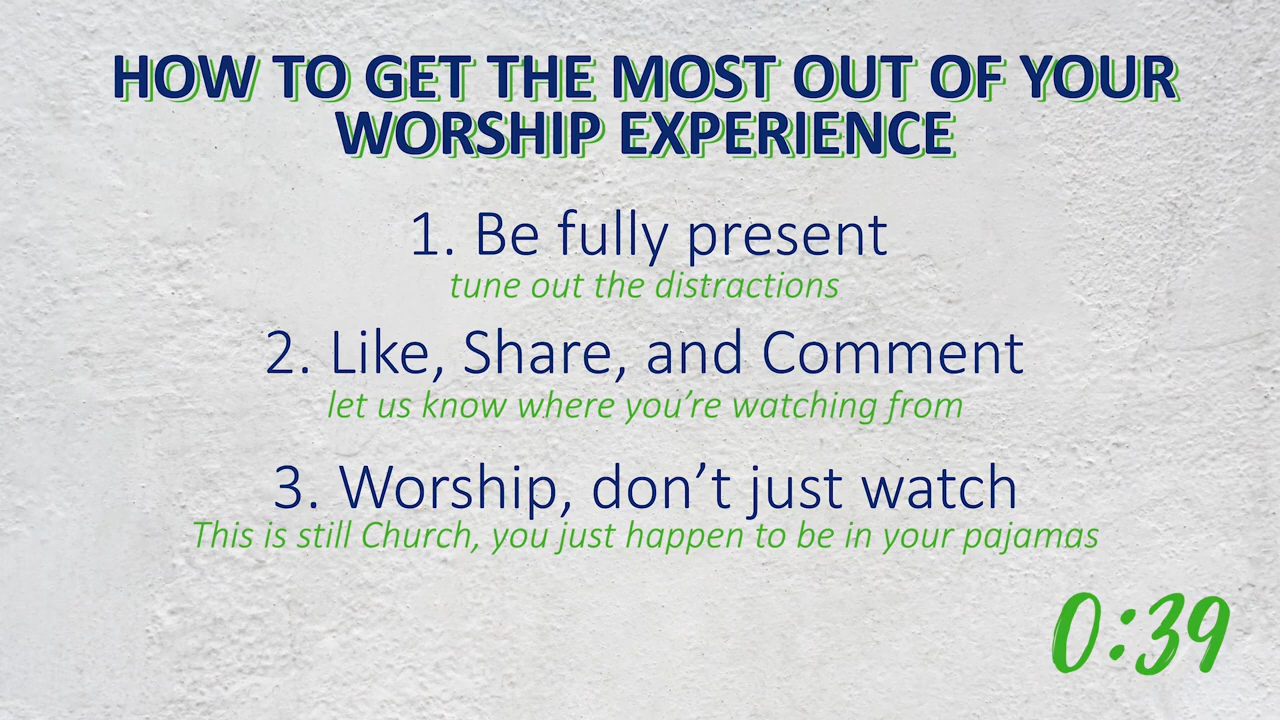 HOW TO GET THE MOST OUT OF YOUR
WORSHIP EXPERIENCE
1. Be fully present
tune out the distractions
2. Like, Share, and Comment
let us know where you’re watching from
3. Worship, don’t just watch
This is still Church, you just happen to be in your pajamas
0:39